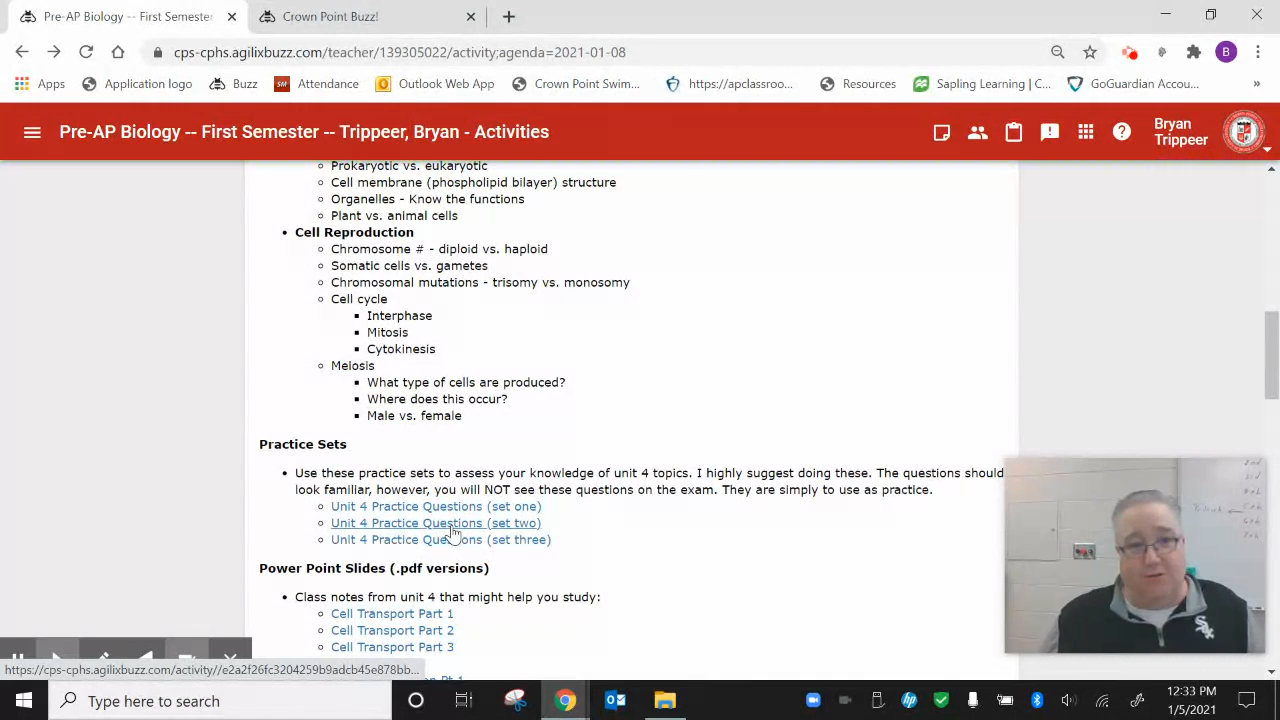 Pre-AP Biology -- First Semester
Crown Point Buzz!
cps-cphs.agilixbuzz.com/teacher/139305022/activity;agenda=2021-01-08
B
Apps
Application logo
Buzz
SM
Attendance
Outlook Web App
Crown Point Swim...
https://apclassroo...
Resources
Sapling Learning | C...
GoGuardian Accou...
»
Pre-AP Biology -- First Semester -- Trippeer, Bryan - Activities
Bryan
Trippeer
Prokaryotic vs. eukaryotic
Cell membrane (phospholipid bilayer) structure
Organelles - Know the functions
Plant vs. animal cells
Cell Reproduction
Chromosome # - diploid vs. haploid
Somatic cells vs. gametes
Chromosomal mutations - trisomy vs. monosomy
Cell cycle
Interphase
Mitosis
Cytokinesis
Meiosis
What type of cells are produced?
Where does this occur?
Male vs. female
Practice Sets
Use these practice sets to assess your knowledge of unit 4 topics. I highly suggest doing these. The questions should
look familiar, however, you will NOT see these questions on the exam. They are simply to use as practice.
Unit 4 Practice Questions (set one)
Unit 4 Practice Questions (set two)
Unit 4 Practice Questions (set three)
Power Point Slides (.pdf versions)
Class notes from unit 4 that might help you study:
Cell Transport Part 1
Cell Transport Part 2
Cell Transport Part 3
https://cps-cphs.agilixbuzz.com/activity//e2a2f26fc3204259b9adcb45e878bb...
Pt 1
Type here to search
12:33 PM
1/5/2021